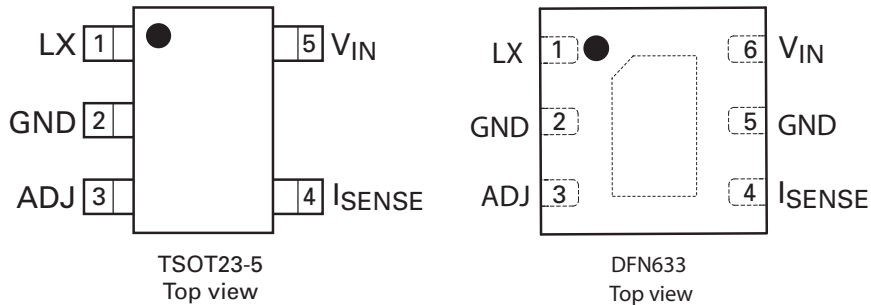 LX 1 5 VIN
GND 2
ADJ 3 4 ISENSE
TSOT23-5
Top view
LX 1 6 VIN
GND 2 5 GND
ADJ 3 4 ISENSE
DFN633
Top view